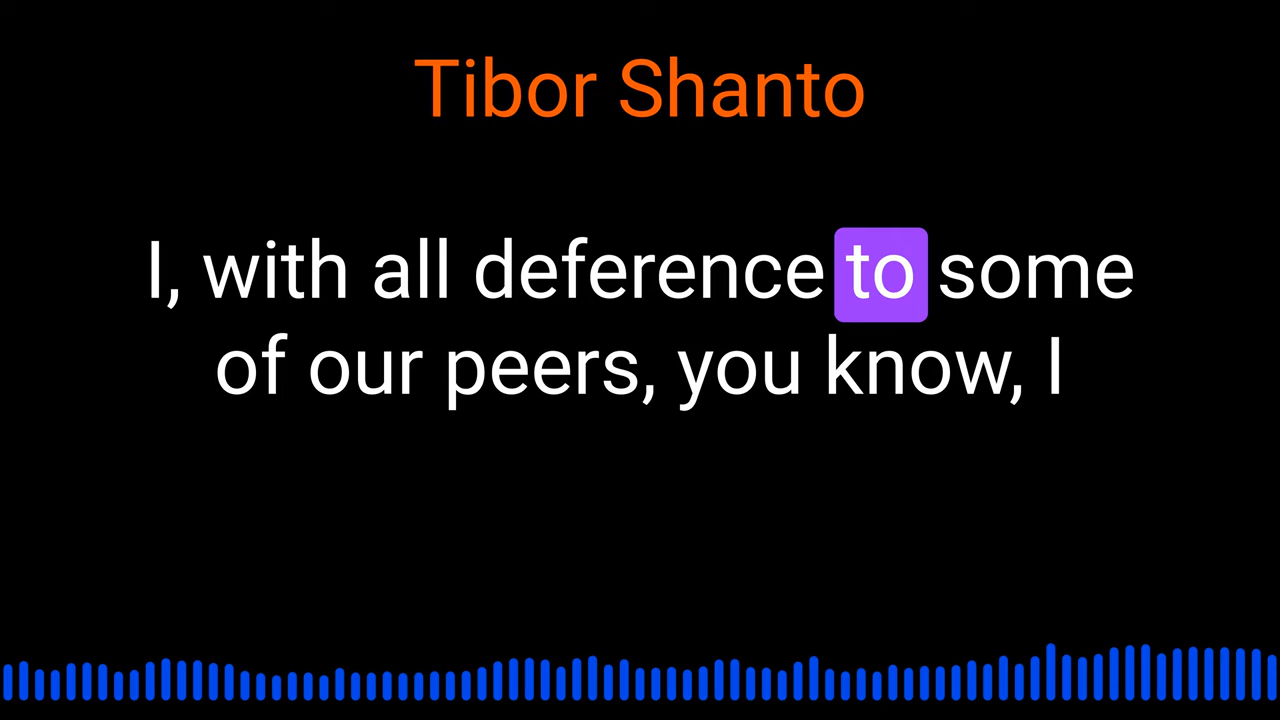 Tibor Shanto
I, with all deference to some
of our peers, you know, I